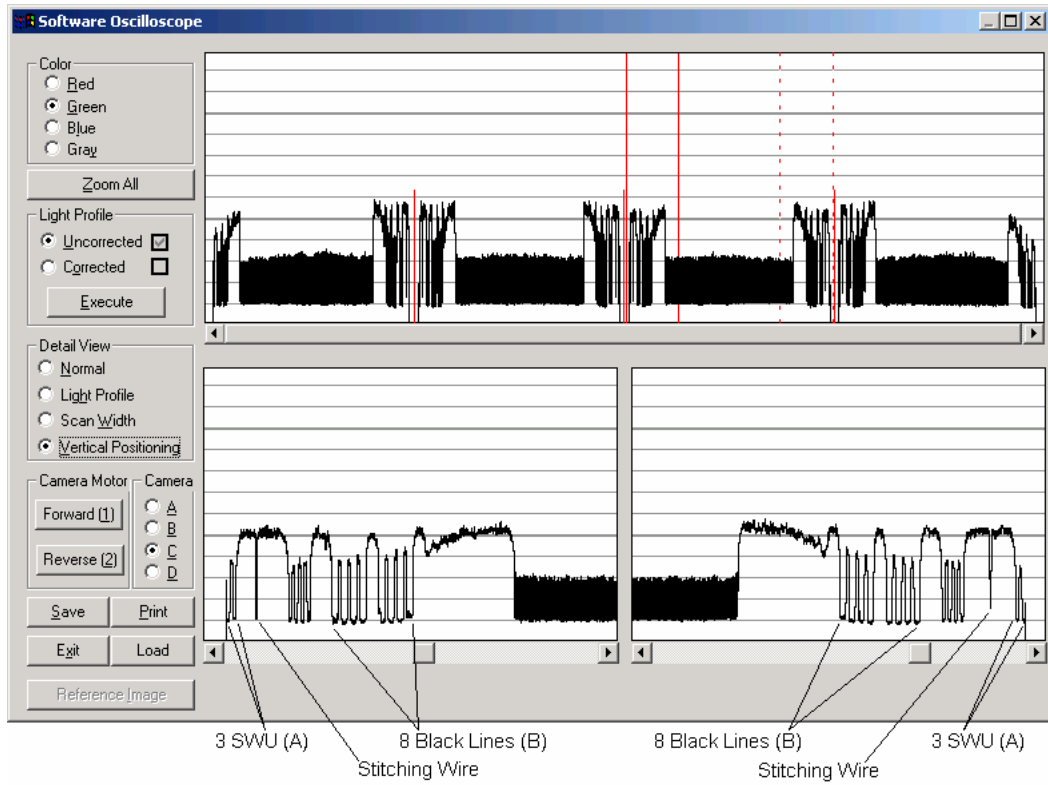 Software Oscilloscope
Color
Red
Green
Blue
Gray
Zoom All
Light Profile
Uncorrected
Corrected
Execute
Detail View
Normal
Light Profile
Scan Width
Vertical Positioning
Camera Motor
Forward (1)
Reverse (2)
Camera
A
B
C
D
Save
Print
Exit
Load
Reference Image
3 SWU (A)
8 Black Lines (B)
8 Black Lines (B)
3 SWU (A)
Stitching Wire
Stitching Wire